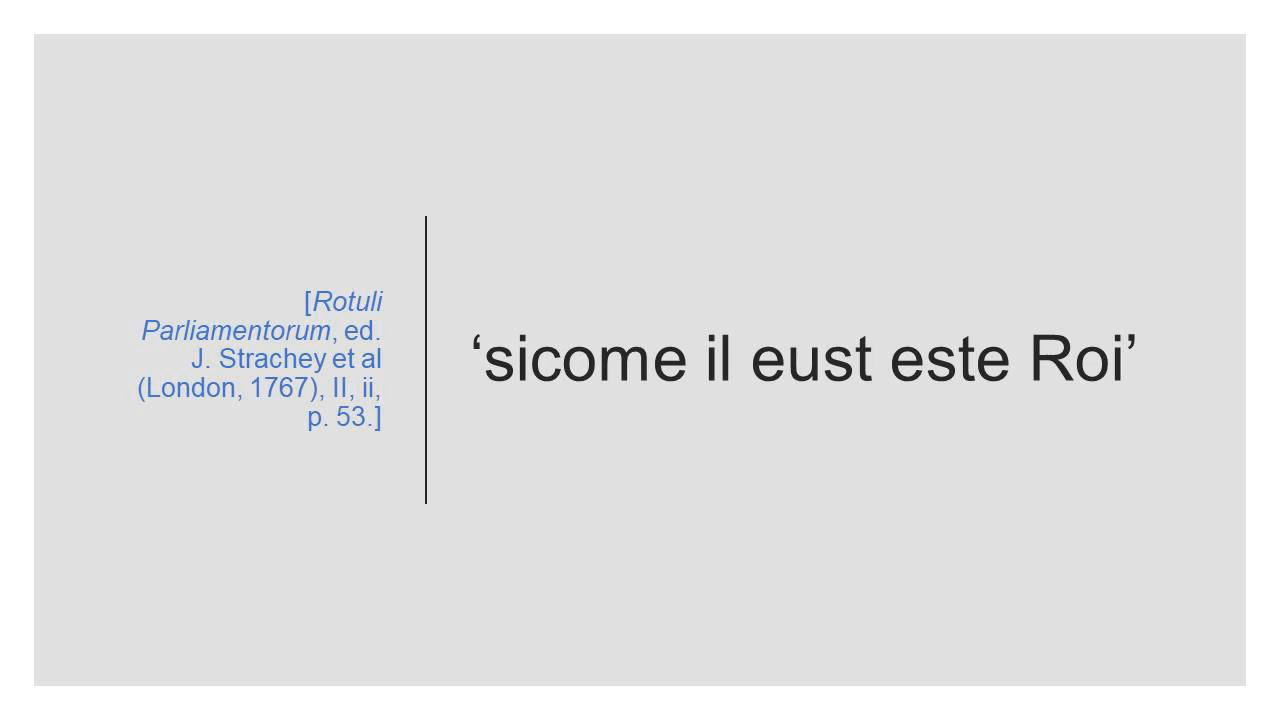 [Rotuli
Parliamentorum, ed.
J. Strachey et al
(London, 1767), II, ii,
p. 53.]
‘sicome il eust este Roi’